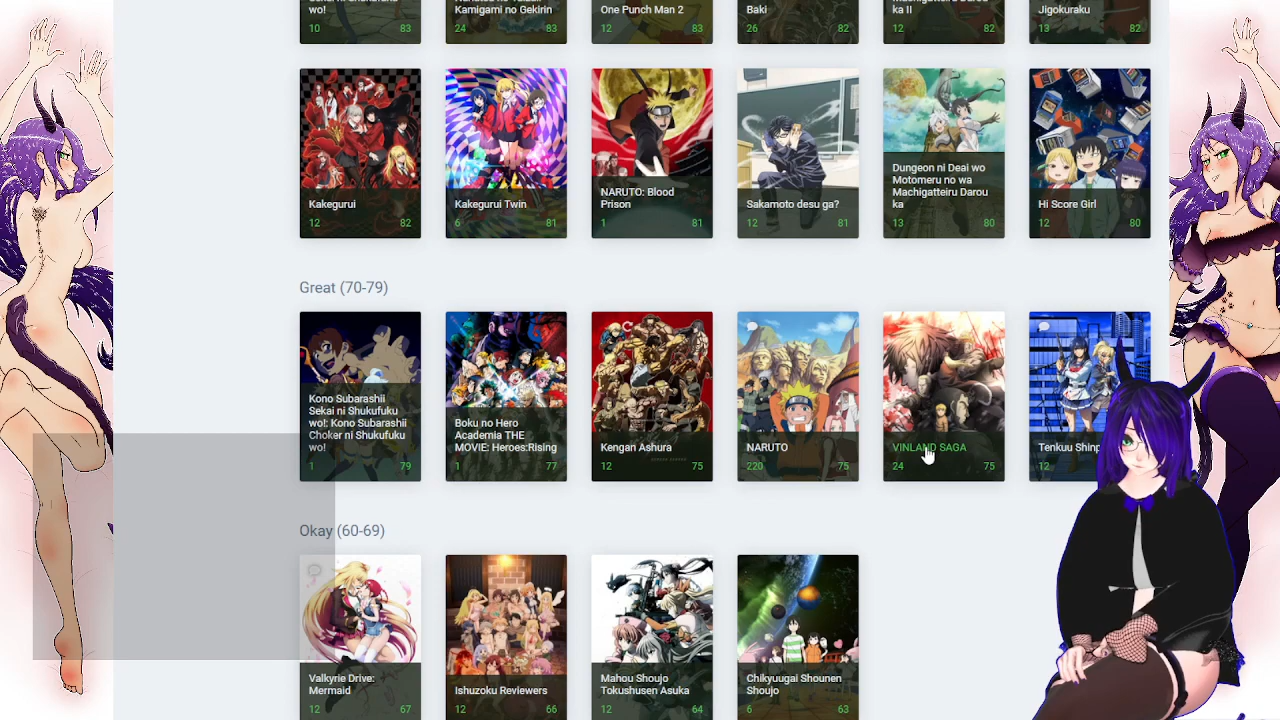 wo!
10 83
Kamigami no Gekirin
24 83
One Punch Man 2
12 83
Baki
26 82
ka II
12 82
Jigokuraku
13 82
Kakegurui
12 82
Kakegurui Twin
6 81
NARUTO: Blood
Prison
1 81
Sakamoto desu ga?
12 81
Dungeon ni Deai wo
Motomeru no wa
Machigatteiru Darou
ka
13 80
Hi Score Girl
12 80
Great (70-79)
Kono Subarashii
Sekai ni Shukufuku
wo!: Kono Subarashii
Choker ni Shukufuku
wo!
1 79
Boku no Hero
Academia THE
MOVIE: Heroes:Rising
1 77
Kengan Ashura
12 75
NARUTO
220 75
VINLAND SAGA
24 75
Tenkuu Shinp
12
Okay (60-69)
Valkyrie Drive:
Mermaid
12 67
Ishuzoku Reviewers
12 66
Mahou Shoujo
Tokushusen Asuka
12 64
Chikyuugai Shounen
Shoujo
6 63